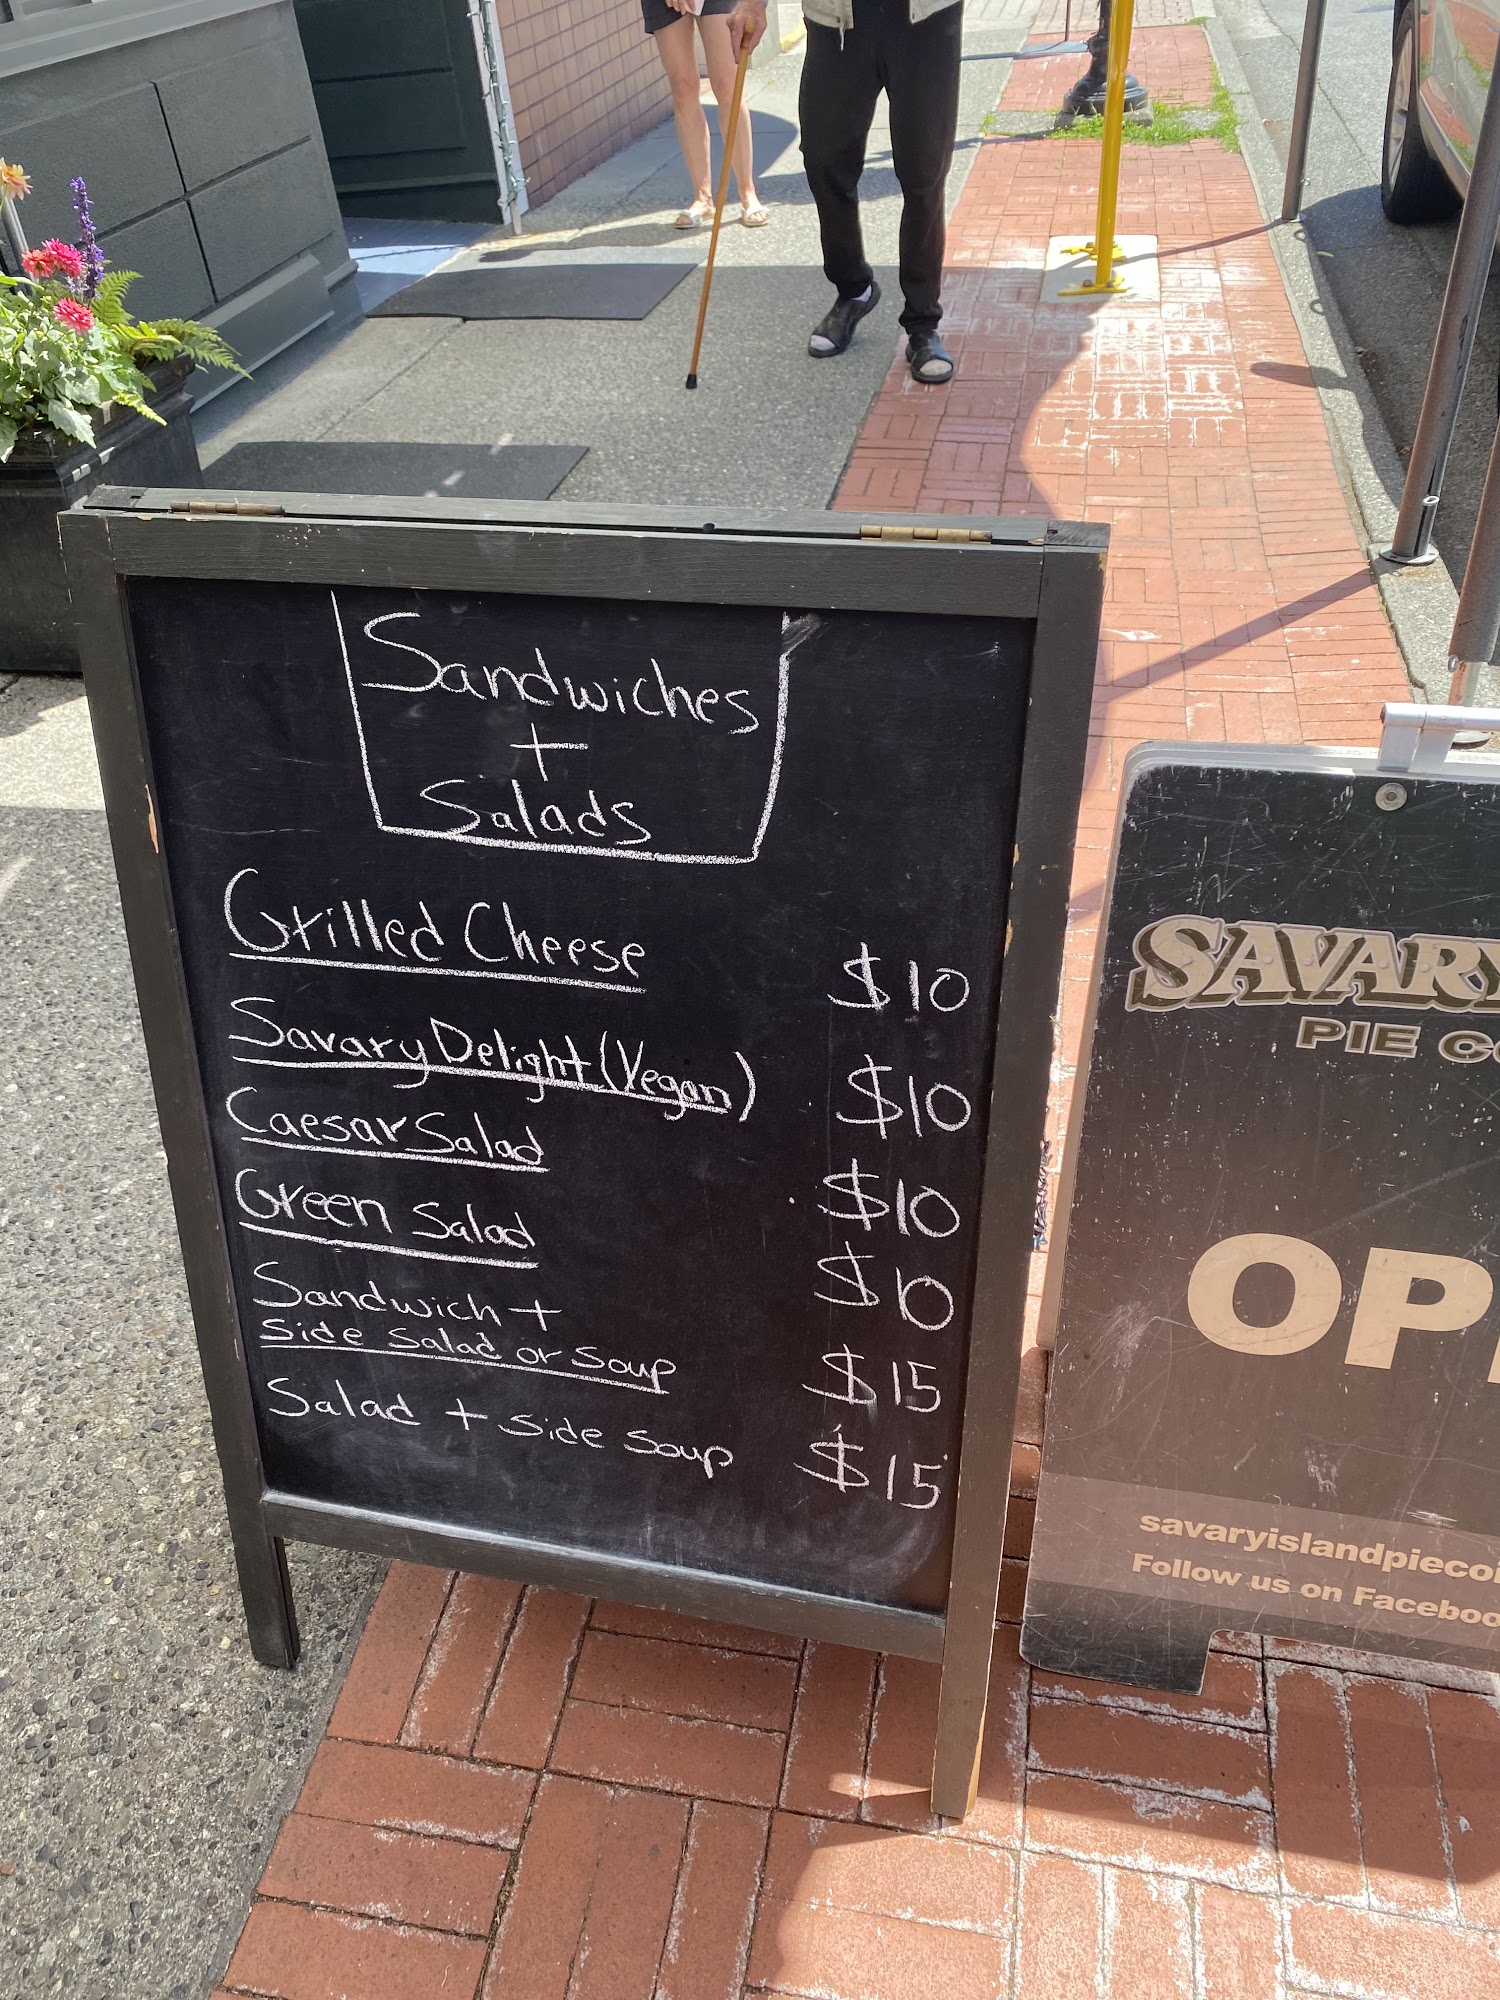 Sandwiches
+
Salads
Grilled Cheese $10
Savary Delight (Vegan) $10
Caesar Salad $10
Green Salad $10
Sandwich +
Side Salad or Soup $15
Salad + Side Soup $15
SAVARY
PIE C
OP
savaryislandpieco
Follow us on Faceboo